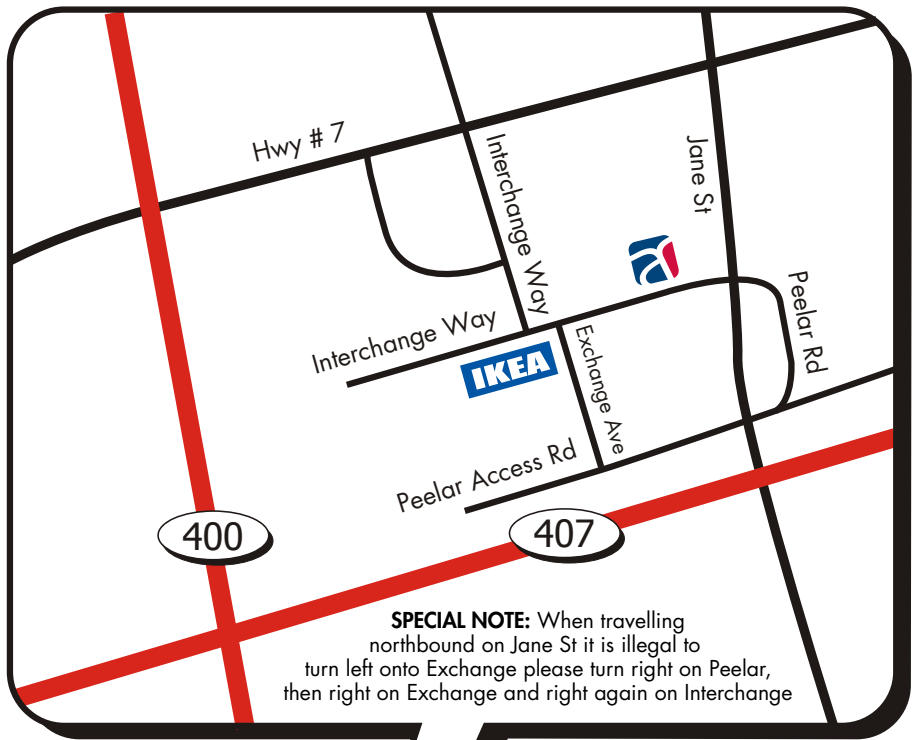 Hwy # 7
Interchange Way
Jane St
Peelar Rd
Interchange Way
IKEA
Exchange Ave
Peelar Access Rd
400
407
SPECIAL NOTE: When travelling
northbound on Jane St it is illegal to
turn left onto Exchange please turn right on Peelar,
then right on Exchange and right again on Interchange